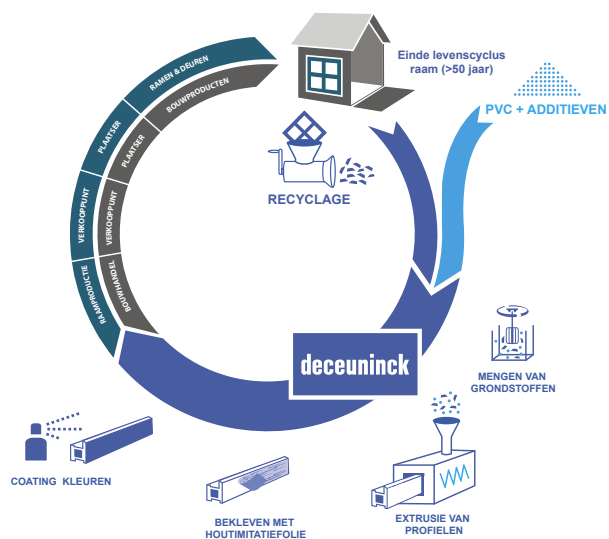 Einde levenscyclus
raam (>50 jaar)
PVC + ADDITIEVEN
RAMEN & DEUREN
BOUWPRODUCTEN
PLAATSER
PLAATSER
VERKOOPPUNT
VERKOOPPUNT
RAAMPRODUCTIE
BOUWHANDEL
RECYCLAGE
deceuninck
MENGEN VAN
GRONDSTOFFEN
EXTRUSIE VAN
PROFIELEN
BEKLEVEN MET
HOUTIMITATIEFOLIE
COATING KLEUREN